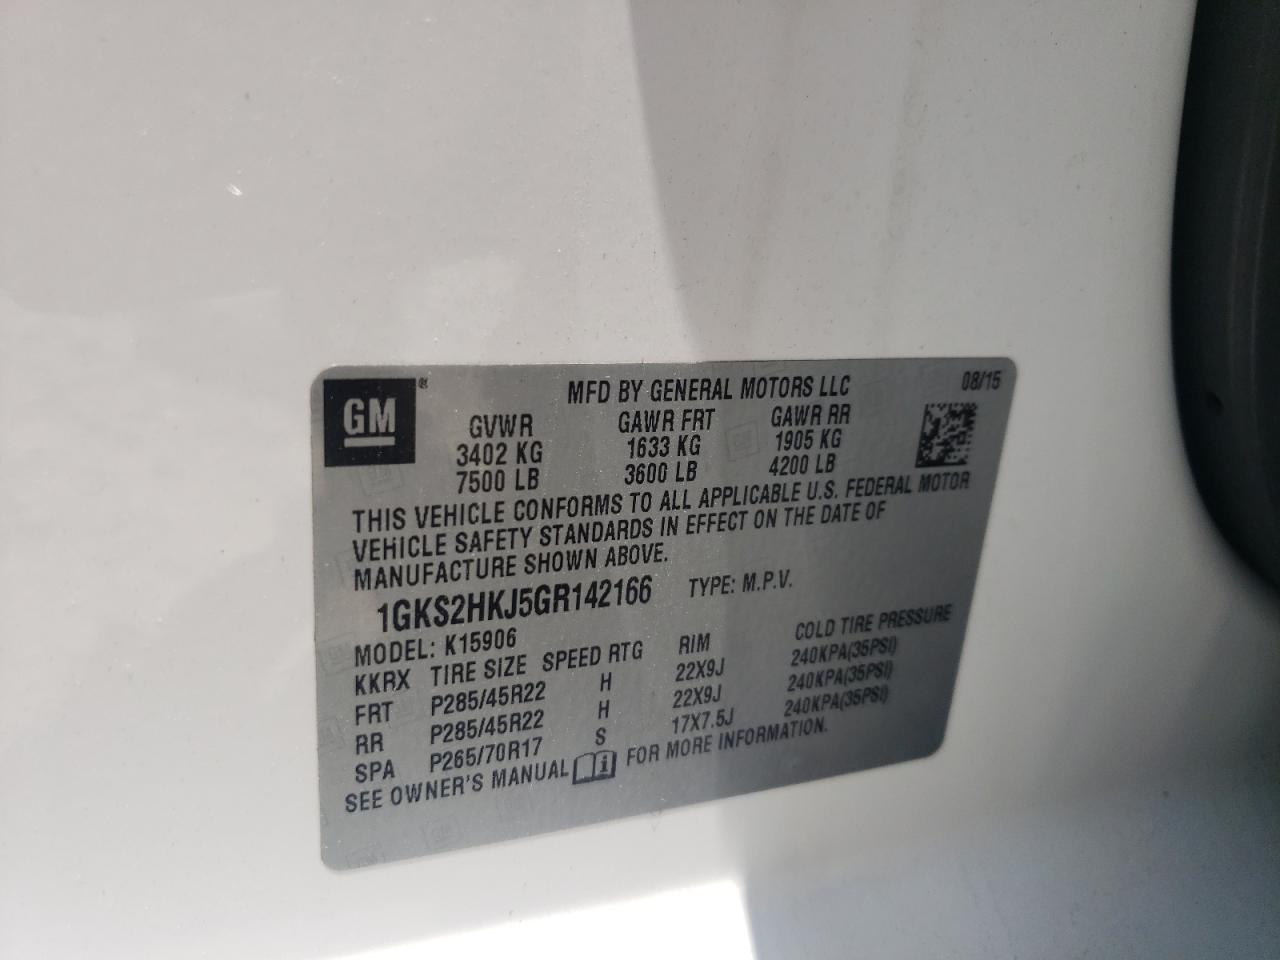 GM ®
MFD BY GENERAL MOTORS LLC 08/15
GVWR GAWR FRT GAWR RR
3402 KG 1633 KG 1905 KG
7500 LB 3600 LB 4200 LB
THIS VEHICLE CONFORMS TO ALL APPLICABLE U.S. FEDERAL MOTOR
VEHICLE SAFETY STANDARDS IN EFFECT ON THE DATE OF
MANUFACTURE SHOWN ABOVE.
1GKS2HKJ5GR142166 TYPE: M.P.V.
MODEL: K15906
KKRX TIRE SIZE SPEED RTG RIM COLD TIRE PRESSURE
FRT P285/45R22 H 22X9J 240KPA(35PSI)
RR P285/45R22 H 22X9J 240KPA(35PSI)
SPA P265/70R17 S 17X7.5J 240KPA(35PSI)
SEE OWNER'S MANUAL i FOR MORE INFORMATION.